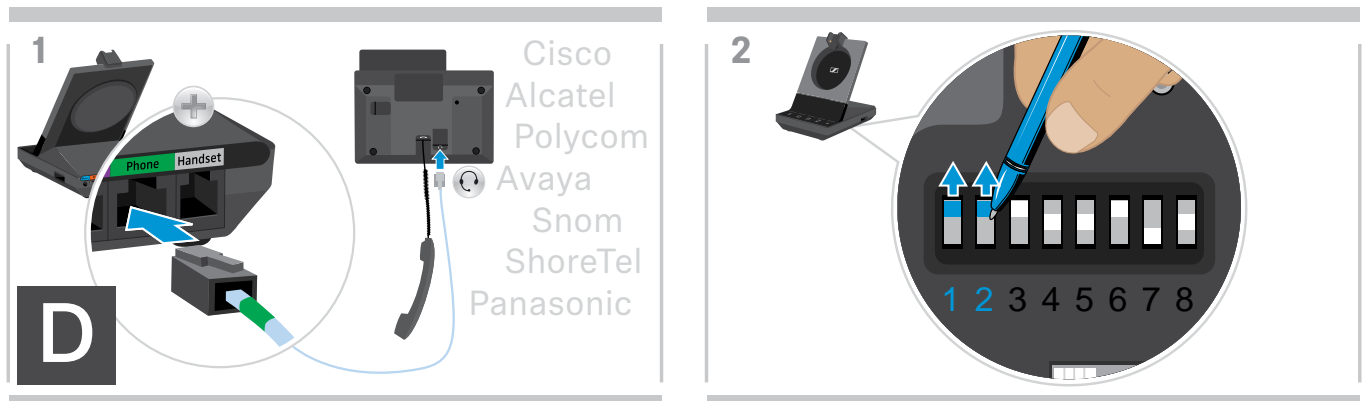 1
Phone Handset
Cisco
Alcatel
Polycom
Avaya
Snom
ShoreTel
Panasonic
D
2
1 2 3 4 5 6 7 8